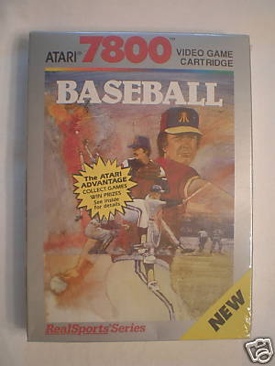 ATARI® 7800™ VIDEO GAME
CARTRIDGE
BASEBALL
The ATARI
ADVANTAGE
COLLECT GAMES
WIN PRIZES
See inside
for details
NEW
RealSports® Series